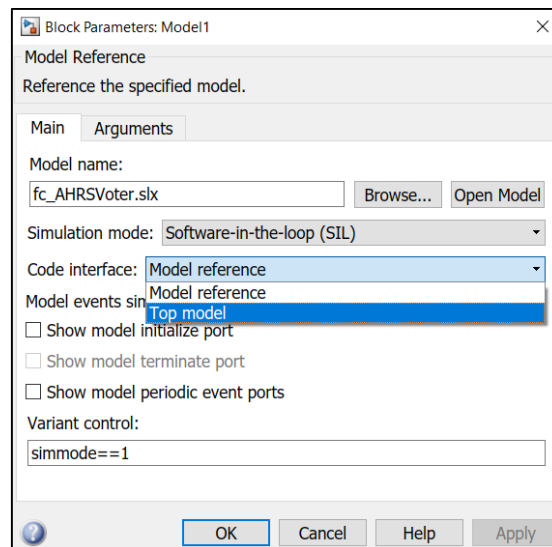 Block Parameters: Model1
Model Reference
Reference the specified model.
Main Arguments
Model name:
fc_AHRSVoter.slx Browse... Open Model
Simulation mode: Software-in-the-loop (SIL)
Code interface: Model reference
Model reference
Model events sim
Top model
Show model initialize port
Show model terminate port
Show model periodic event ports
Variant control:
simmode==1
? OK Cancel Help Apply